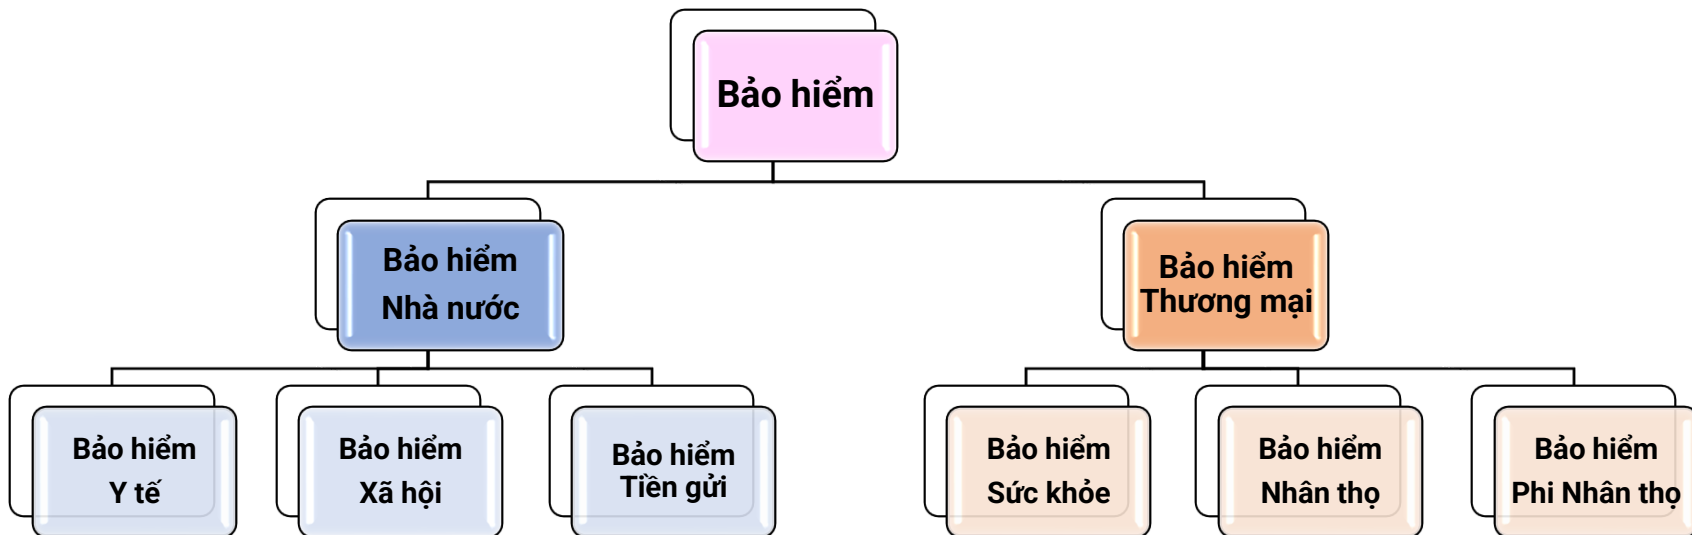 Bảo hiểm
Bảo hiểm
Nhà nước
Bảo hiểm
Thương mại
Bảo hiểm
Y tế
Bảo hiểm
Xã hội
Bảo hiểm
Tiền gửi
Bảo hiểm
Sức khỏe
Bảo hiểm
Nhân thọ
Bảo hiểm
Phi Nhân thọ